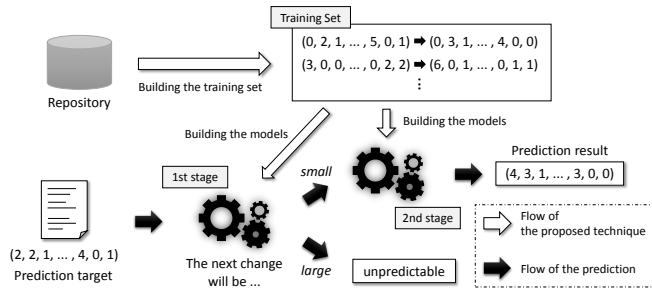 Training Set
(0, 2, 1, ... , 5, 0, 1) (0, 3, 1, ... , 4, 0, 0)
(3, 0, 0, ... , 0, 2, 2) (6, 0, 1, ... , 0, 1, 1)
⋮
Repository
Building the training set
Building the models
Building the models
Prediction result
(4, 3, 1, ... , 3, 0, 0)
1st stage
small
2nd stage
(2, 2, 1, ... , 4, 0, 1)
Prediction target
The next change
will be ...
large
unpredictable
Flow of
the proposed technique
Flow of the prediction